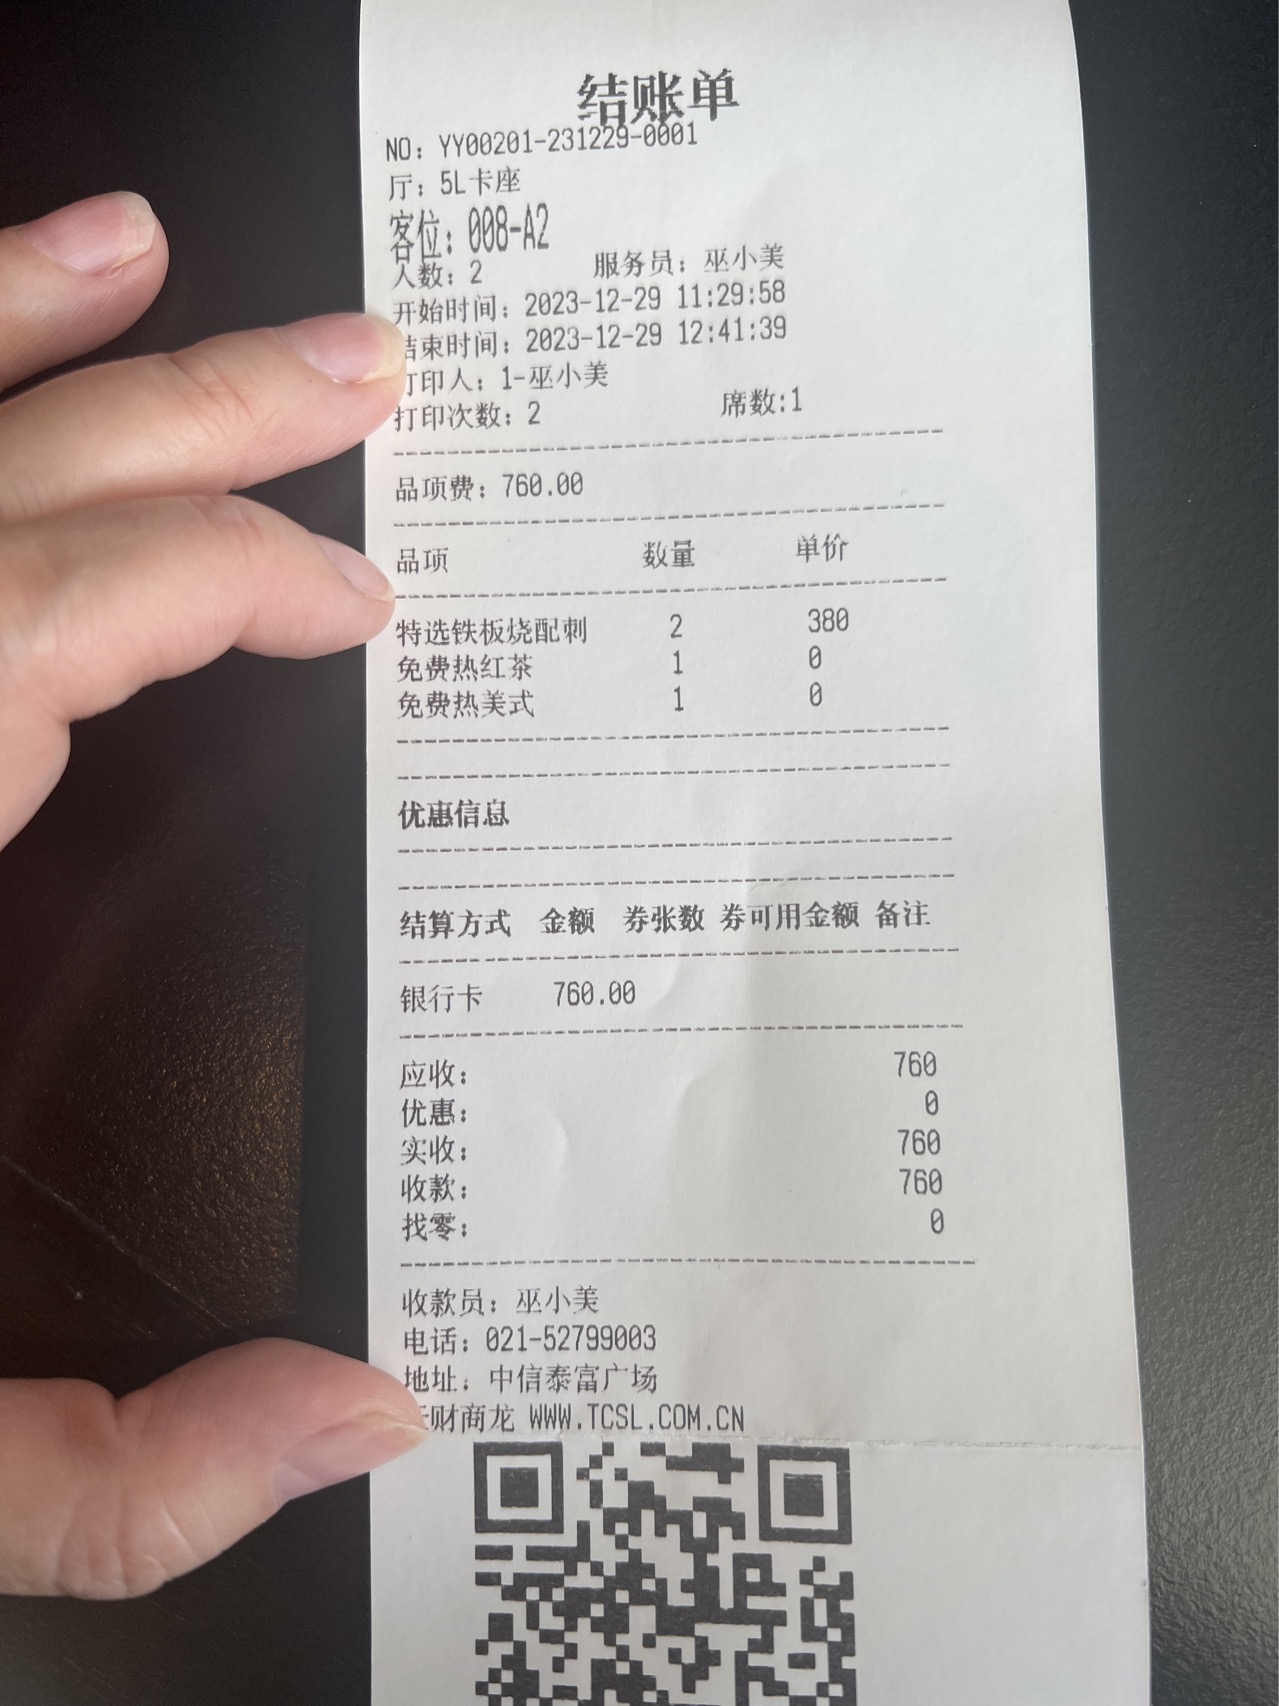 结账单
NO: YY00201-231229-0001
厅: 5L卡座
客位: 008-A2
人数: 2 服务员: 巫小美
开始时间: 2023-12-29 11:29:58
结束时间: 2023-12-29 12:41:39
打印人: 1-巫小美
打印次数: 2 席数:1
品项费: 760.00
品项 数量 单价
特选铁板烧配刺 2 380
免费热红茶 1 0
免费热美式 1 0
优惠信息
结算方式 金额 券张数 券可用金额 备注
银行卡 760.00
应收: 760
优惠: 0
实收: 760
收款: 760
找零: 0
收款员: 巫小美
电话: 021-52799003
地址: 中信泰富广场
财商龙 WWW.TCSL.COM.CN